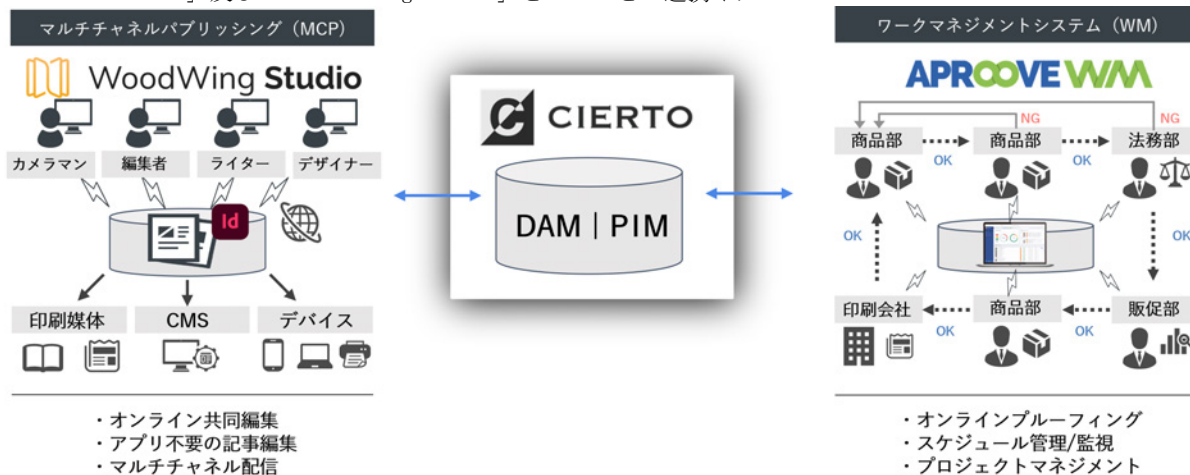 マルチチャネルパブリッシング（MCP）
WoodWing Studio
カメラマン
編集者
ライター
デザイナー
Id
印刷媒体
CMS
デバイス
・オンライン共同編集
・アプリ不要の記事編集
・マルチチャネル配信
CIERTO
DAM | PIM
ワークマネジメントシステム（WM）
APROOVE WM
NG
NG
商品部
商品部
法務部
OK
OK
OK
OK
印刷会社
商品部
販促部
OK
OK
・オンラインプルーフィング
・スケジュール管理/監視
・プロジェクトマネジメント